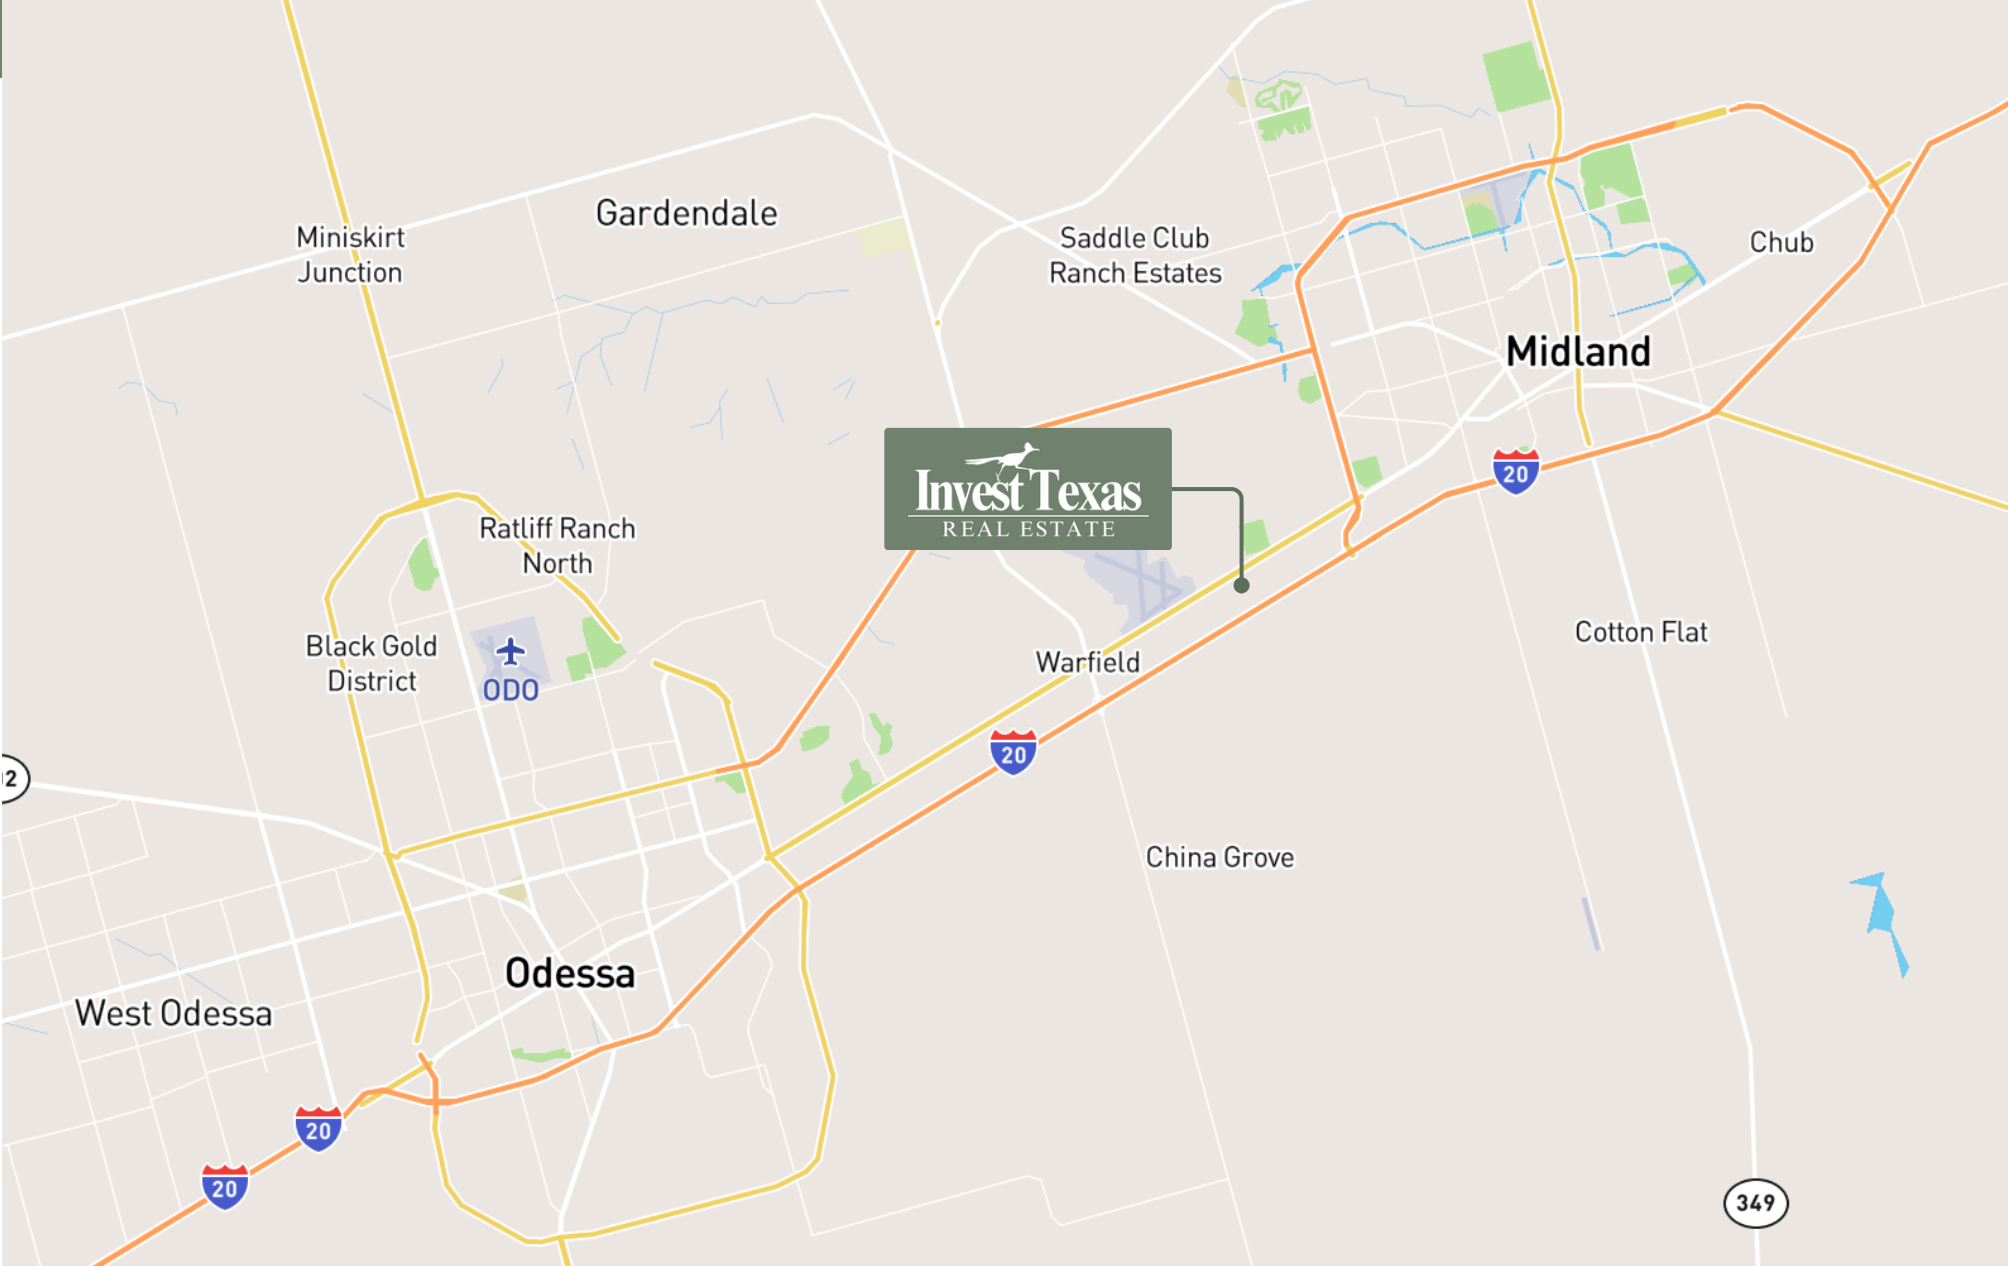 Gardendale
Miniskirt
Junction
Saddle Club
Ranch Estates
Chub
Midland
20
Invest Texas
REAL ESTATE
Ratliff Ranch
North
Black Gold
District
ODO
Warfield
Cotton Flat
20
2
China Grove
Odessa
West Odessa
20
20
349